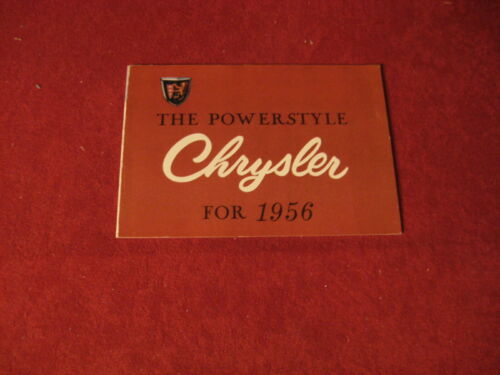 THE POWERSTYLE
Chrysler
FOR 1956